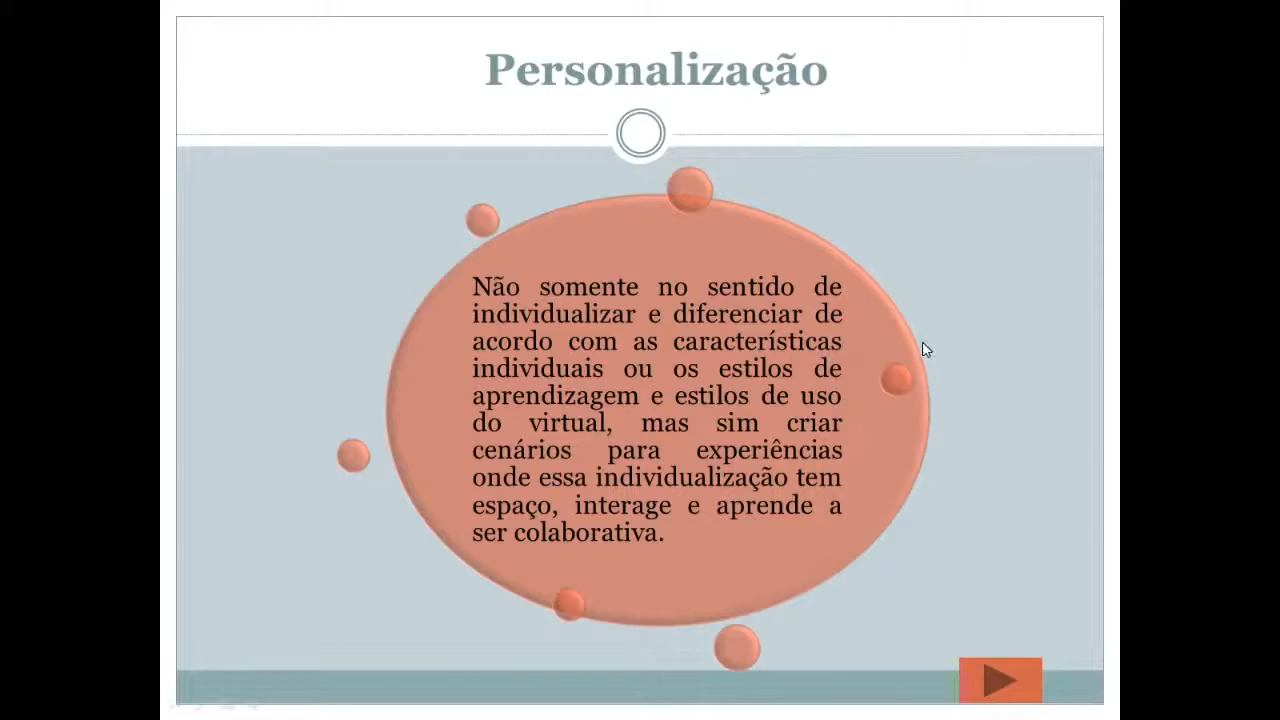 Personalização
Não somente no sentido de
individualizar e diferenciar de
acordo com as características
individuais ou os estilos de
aprendizagem e estilos de uso
do virtual, mas sim criar
cenários para experiências
onde essa individualização tem
espaço, interage e aprende a
ser colaborativa.